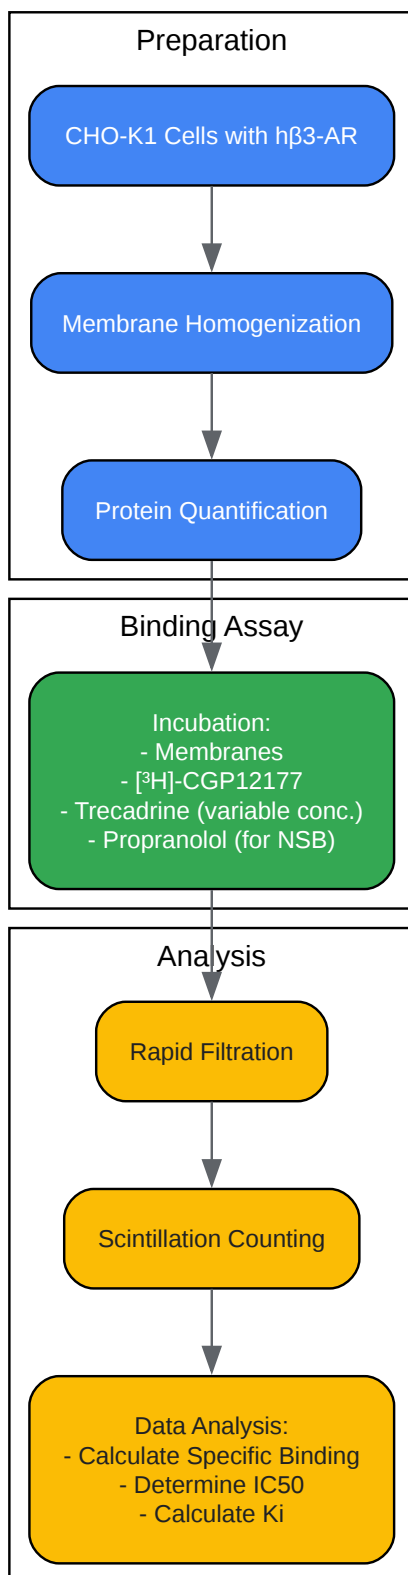 Preparation
CHO-K1 Cells with hβ3-AR
Membrane Homogenization
Protein Quantification
Binding Assay
Incubation:
- Membranes
- [³H]-CGP12177
- Trecadrine (variable conc.)
- Propranolol (for NSB)
Analysis
Rapid Filtration
Scintillation Counting
Data Analysis:
- Calculate Specific Binding
- Determine IC50
- Calculate Ki